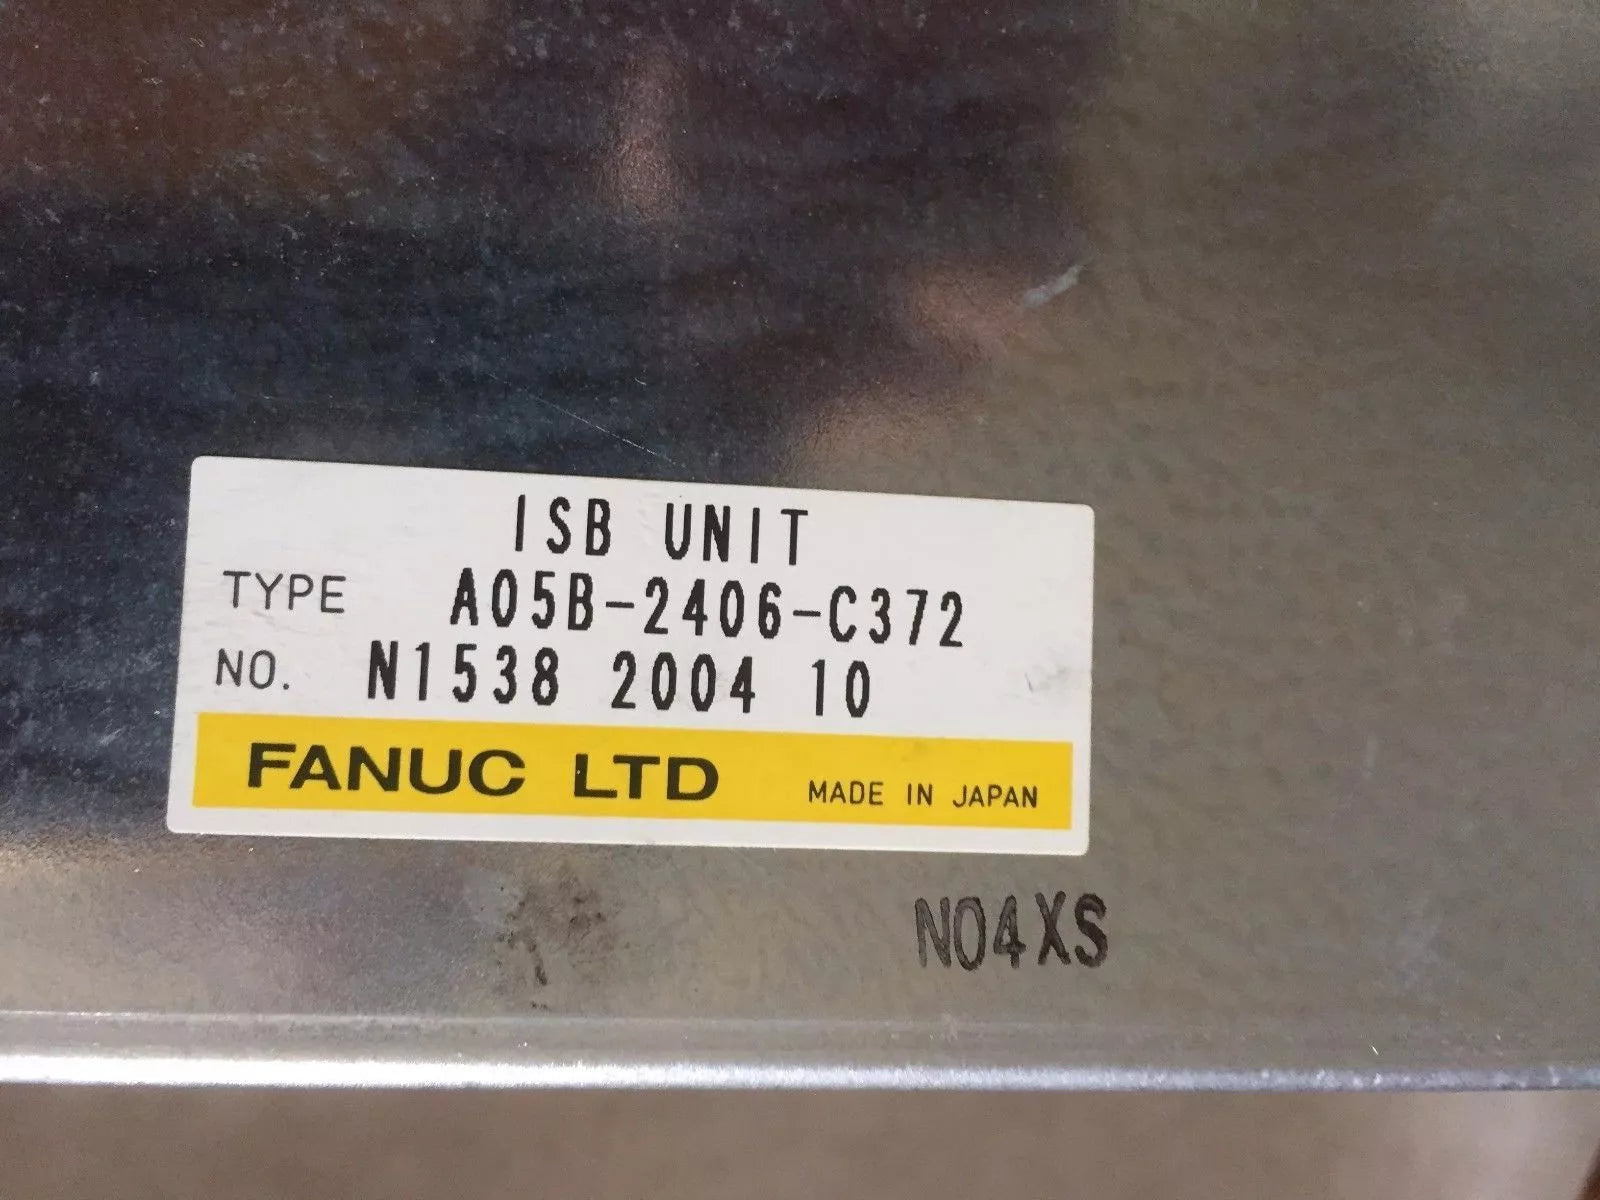 ISB UNIT
TYPE A05B-2406-C372
NO. N1538 2004 10
FANUC LTD MADE IN JAPAN
N04XS